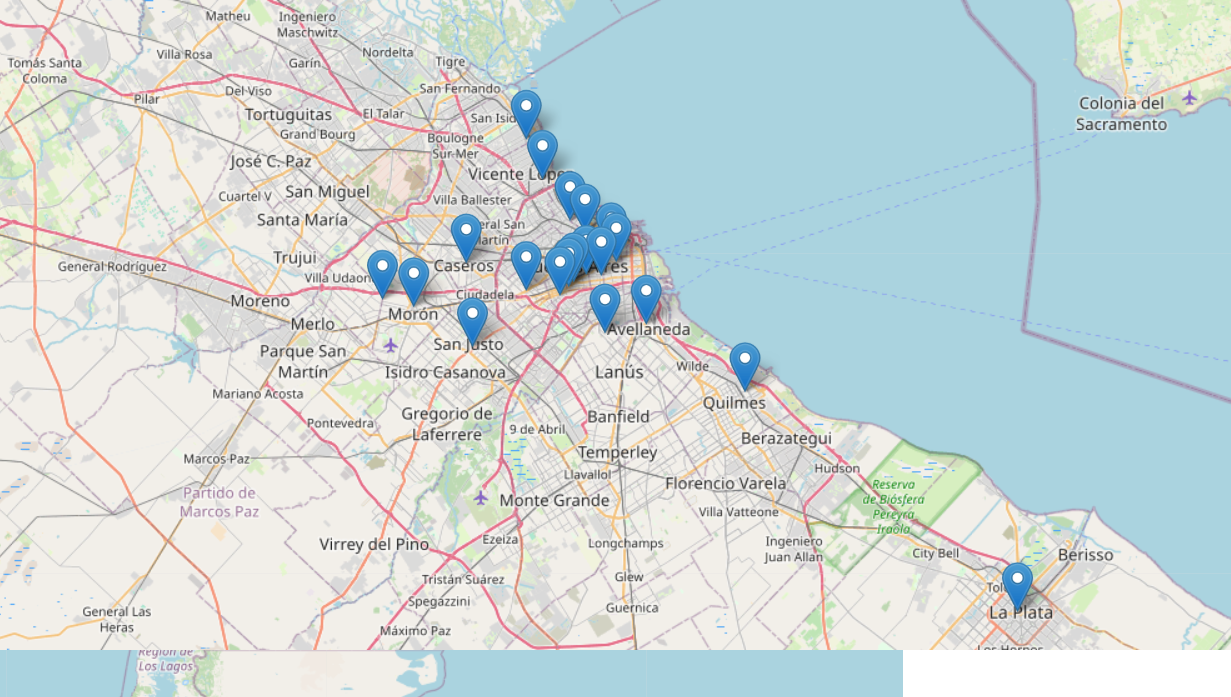 Matheu
Ingeniero
Maschwitz
Nordelta
Villa Rosa
Garín
Tigre
Tomás Santa
Coloma
San Fernando
Del Viso
Pilar
Tortuguitas
El Talar
San Isid
Colonia del
Sacramento
Grand Bourg
Boulogne
Sur Mer
José C. Paz
Vicente Lópe
San Miguel
Cuartel V
Villa Ballester
Santa María
eral San
Martín
Trujui
General Rodríguez
Villa Udaon
Caseros
Aires
Ciudadela
Moreno
Morón
Merlo
Avellaneda
San Justo
Parque San
Martín
Isidro Casanova
Lanús
Wilde
Mariano Acosta
Quilmes
Gregorio de
Laferrere
Pontevedra
9 de Abril
Banfield
Berazategui
Temperley
Marcos Paz
Llavallol
Hudson
Florencio Varela
Reserva
de Biósfera
Pereyra
Iraola
Partido de
Marcos Paz
Monte Grande
Villa Vatteone
Virrey del Pino
Ezeiza
Longchamps
Ingeniero
Juan Allan
City Bell
Berisso
Tristán Suárez
Glew
Tol
Spegazzini
Guernica
La Plata
General Las
Heras
Máximo Paz
Los Hornos
Región de
Los Lagos